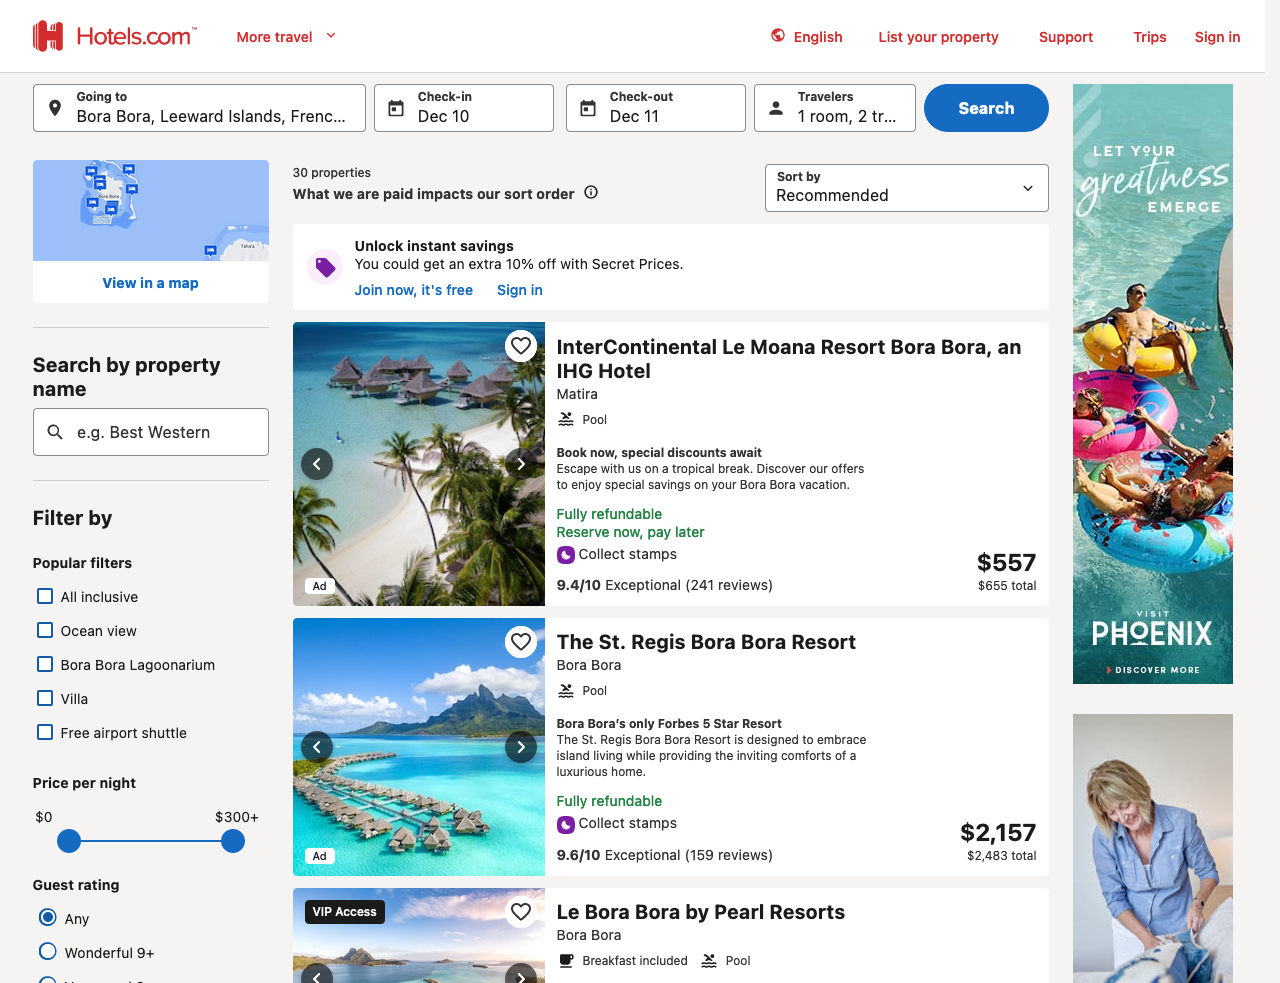 Hotels.com™
More travel
English
List your property
Support
Trips
Sign in
Going to
Bora Bora, Leeward Islands, Frenc...
Check-in
Dec 10
Check-out
Dec 11
Travelers
1 room, 2 tr...
Search
View in a map
Search by property
name
e.g. Best Western
Filter by
Popular filters
All inclusive
Ocean view
Bora Bora Lagoonarium
Villa
Free airport shuttle
Price per night
$0
$300+
Guest rating
Any
Wonderful 9+
30 properties
What we are paid impacts our sort order
Sort by
Recommended
Unlock instant savings
You could get an extra 10% off with Secret Prices.
Join now, it's free
Sign in
InterContinental Le Moana Resort Bora Bora, an
IHG Hotel
Matira
Pool
Book now, special discounts await
Escape with us on a tropical break. Discover our offers
to enjoy special savings on your Bora Bora vacation.
Fully refundable
Reserve now, pay later
Collect stamps
9.4/10 Exceptional (241 reviews)
$557
$655 total
Ad
The St. Regis Bora Bora Resort
Bora Bora
Pool
Bora Bora’s only Forbes 5 Star Resort
The St. Regis Bora Bora Resort is designed to embrace
island living while providing the inviting comforts of a
luxurious home.
Fully refundable
Collect stamps
9.6/10 Exceptional (159 reviews)
$2,157
$2,483 total
Ad
VIP Access
Le Bora Bora by Pearl Resorts
Bora Bora
Breakfast included
Pool
LET YOUR
greatness
EMERGE
VISIT
PHOENIX
DISCOVER MORE